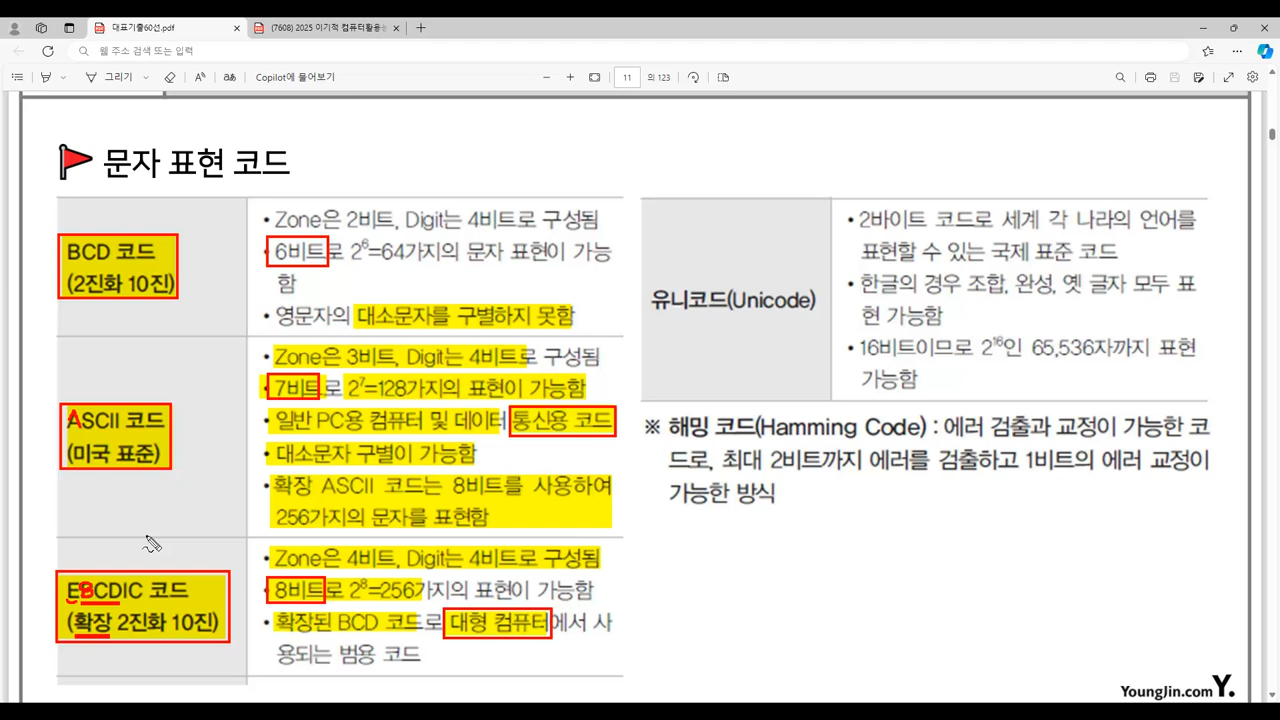 대표기출60선.pdf
(7608) 2025 이기적 컴퓨터활용능
웹 주소 검색 또는 입력
그리기
Copilot에 물어보기
11
의 123
문자 표현 코드
BCD 코드
(2진화 10진)
• Zone은 2비트, Digit는 4비트로 구성됨
• 6비트로 2⁶=64가지의 문자 표현이 가능
함
• 영문자의 대소문자를 구별하지 못함
ASCII 코드
(미국 표준)
• Zone은 3비트, Digit는 4비트로 구성됨
• 7비트로 2⁷=128가지의 표현이 가능함
• 일반 PC용 컴퓨터 및 데이터 통신용 코드
• 대소문자 구별이 가능함
• 확장 ASCII 코드는 8비트를 사용하여
256가지의 문자를 표현함
EBCDIC 코드
(확장 2진화 10진)
• Zone은 4비트, Digit는 4비트로 구성됨
• 8비트로 2⁸=256가지의 표현이 가능함
• 확장된 BCD 코드로 대형 컴퓨터에서 사
용되는 범용 코드
유니코드(Unicode)
• 2바이트 코드로 세계 각 나라의 언어를
표현할 수 있는 국제 표준 코드
• 한글의 경우 조합, 완성, 옛 글자 모두 표
현 가능함
• 16비트이므로 2¹⁶인 65,536자까지 표현
가능함
※ 해밍 코드(Hamming Code) : 에러 검출과 교정이 가능한 코
드로, 최대 2비트까지 에러를 검출하고 1비트의 에러 교정이
가능한 방식
YoungJin.com Y.